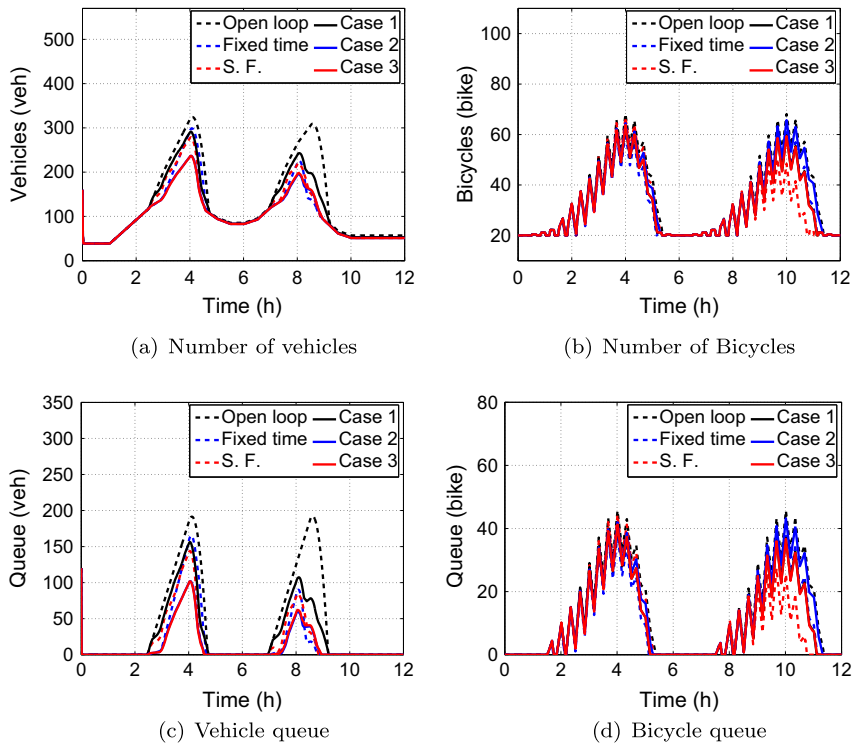 Open loop Case 1
Fixed time Case 2
S. F. Case 3
500
400
300
200
100
0
Vehicles (veh)
0 2 4 6 8 10 12
Time (h)
(a) Number of vehicles
Open loop Case 1
Fixed time Case 2
S. F. Case 3
100
80
60
40
20
Bicycles (bike)
0 2 4 6 8 10 12
Time (h)
(b) Number of Bicycles
Open loop Case 1
Fixed time Case 2
S. F. Case 3
350
300
250
200
150
100
50
0
Queue (veh)
0 2 4 6 8 10 12
Time (h)
(c) Vehicle queue
Open loop Case 1
Fixed time Case 2
S. F. Case 3
80
60
40
20
0
Queue (bike)
0 2 4 6 8 10 12
Time (h)
(d) Bicycle queue